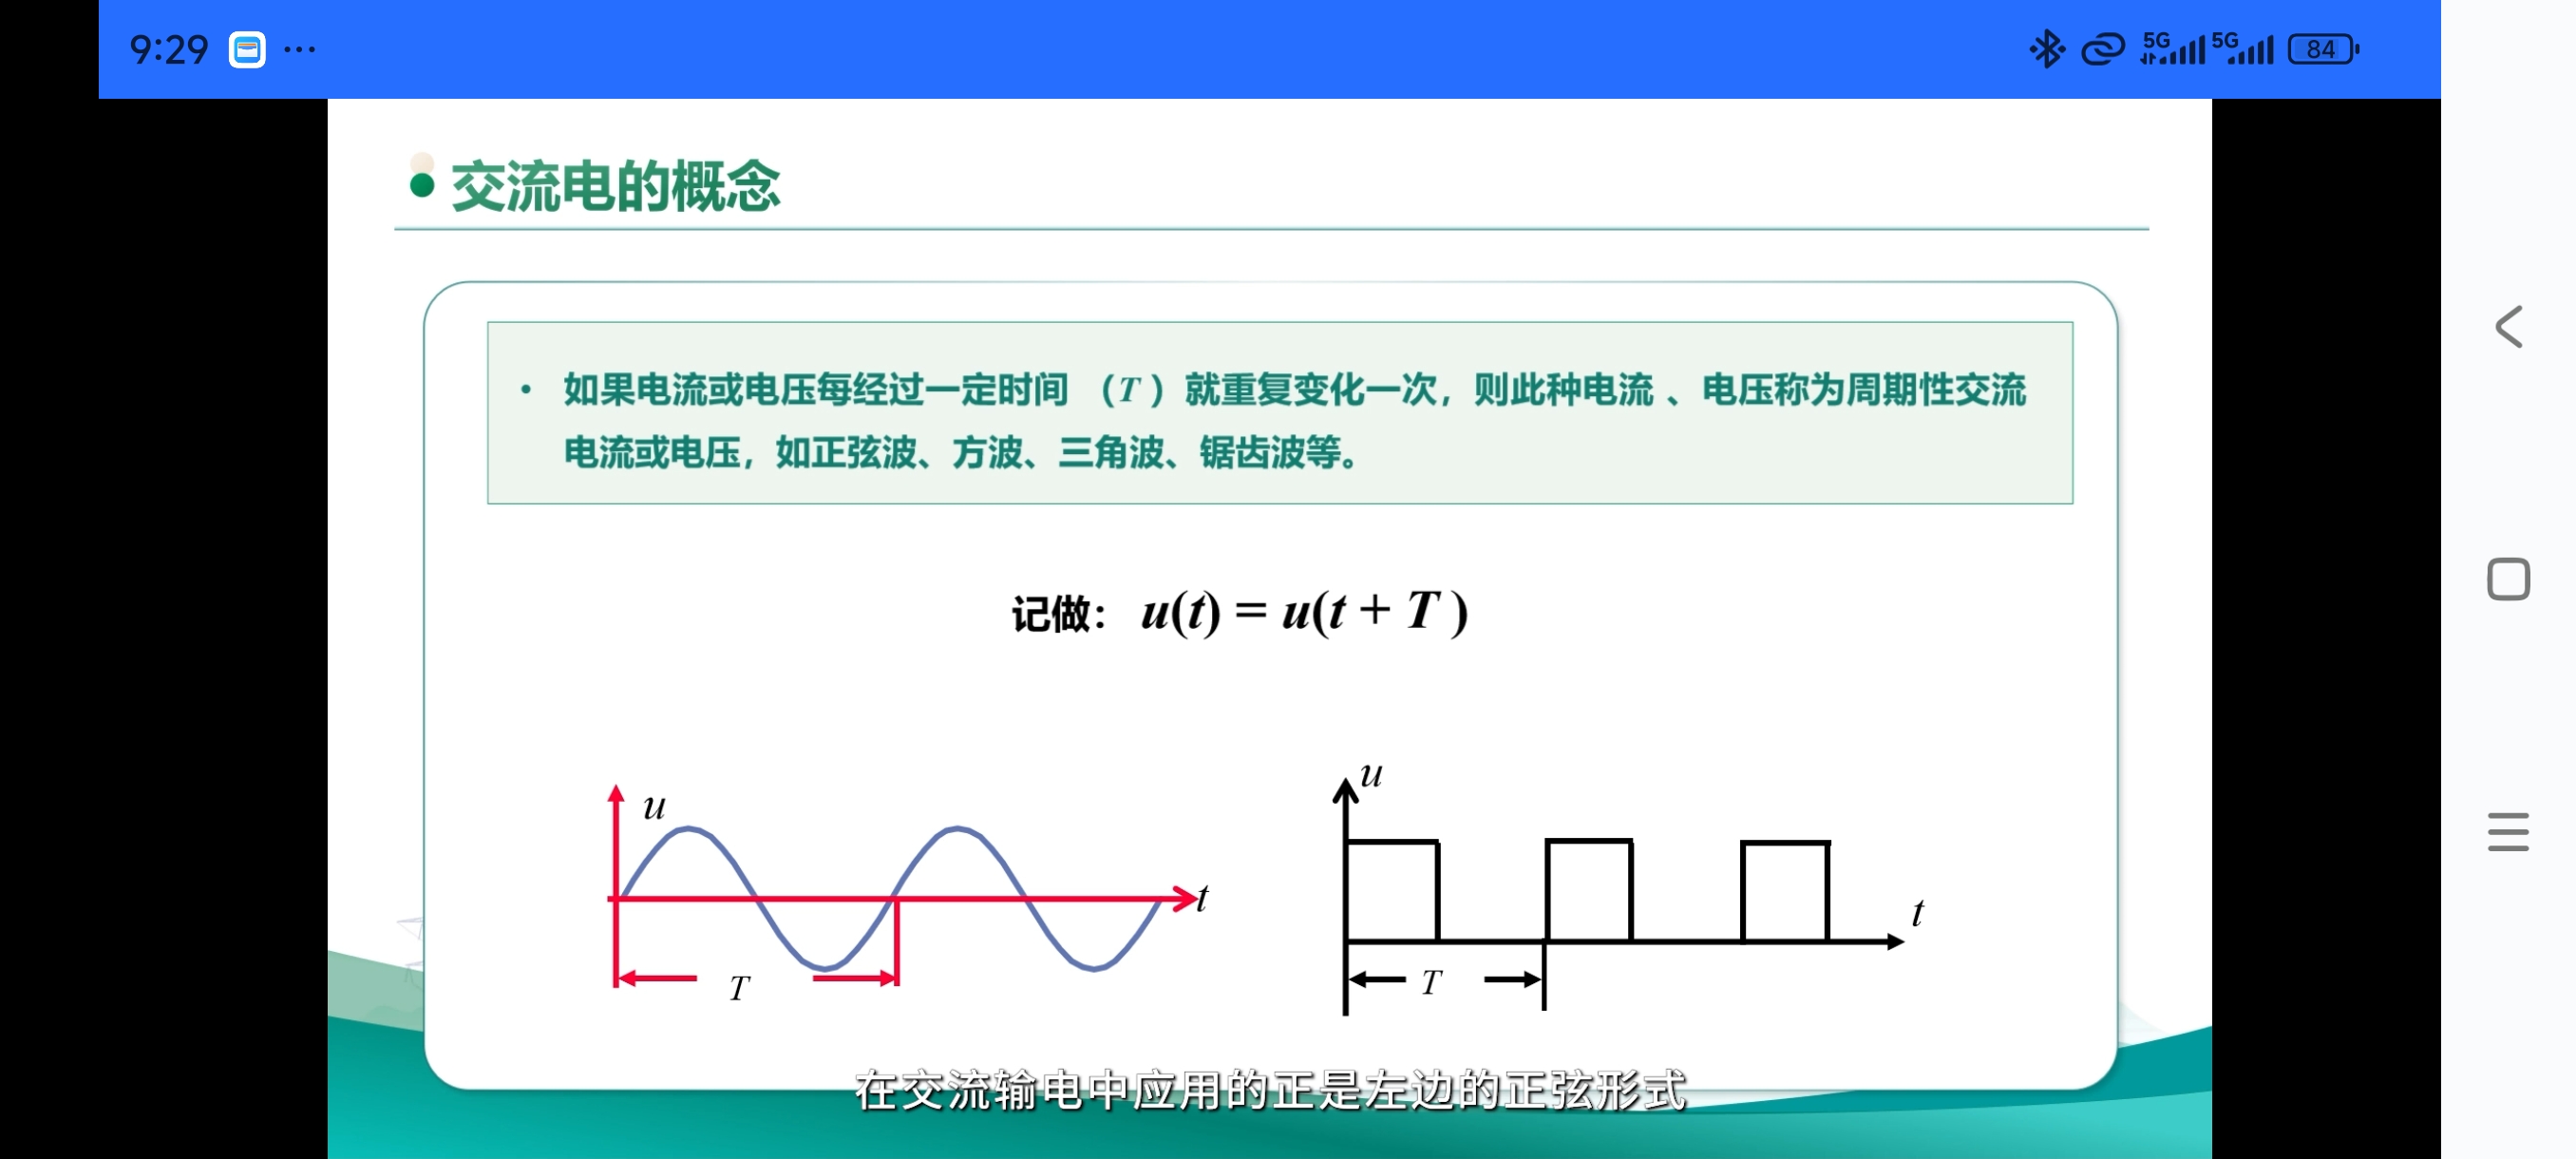 9:29
5G 5G 84
交流电的概念
• 如果电流或电压每经过一定时间 （T ）就重复变化一次，则此种电流 、电压称为周期性交流
电流或电压，如正弦波、方波、三角波、锯齿波等。
记做： u(t) = u(t + T )
u
t
T
u
t
T
在交流输电中应用的正是左边的正弦形式